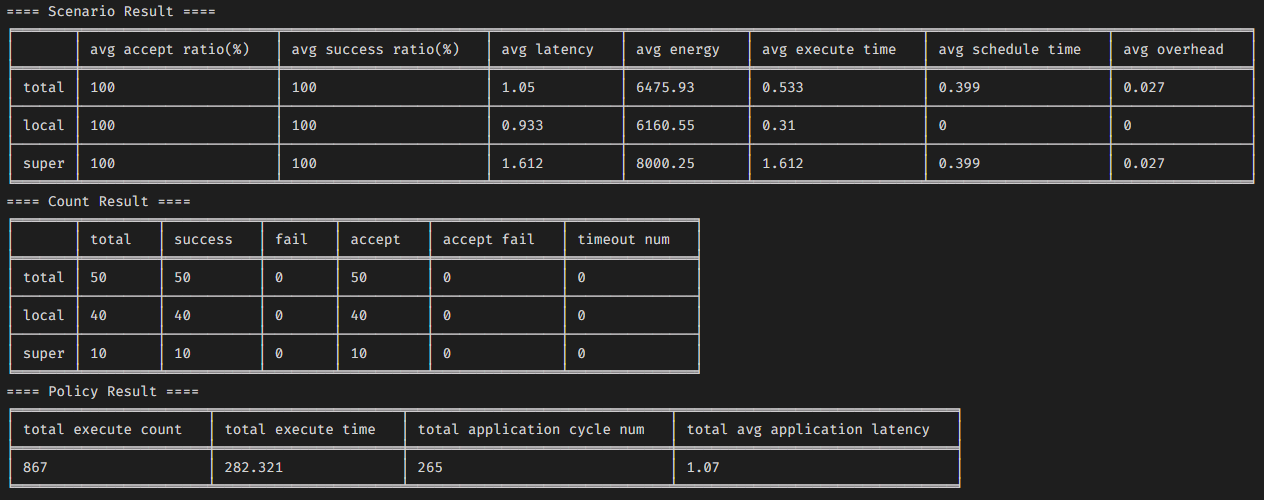 ==== Scenario Result ====
avg accept ratio(%) avg success ratio(%) avg latency avg energy avg execute time avg schedule time avg overhead
total 100 100 1.05 6475.93 0.533 0.399 0.027
local 100 100 0.933 6160.55 0.31 0 0
super 100 100 1.612 8000.25 1.612 0.399 0.027
==== Count Result ====
total success fail accept accept fail timeout num
total 50 50 0 50 0 0
local 40 40 0 40 0 0
super 10 10 0 10 0 0
==== Policy Result ====
total execute count total execute time total application cycle num total avg application latency
867 282.321 265 1.07